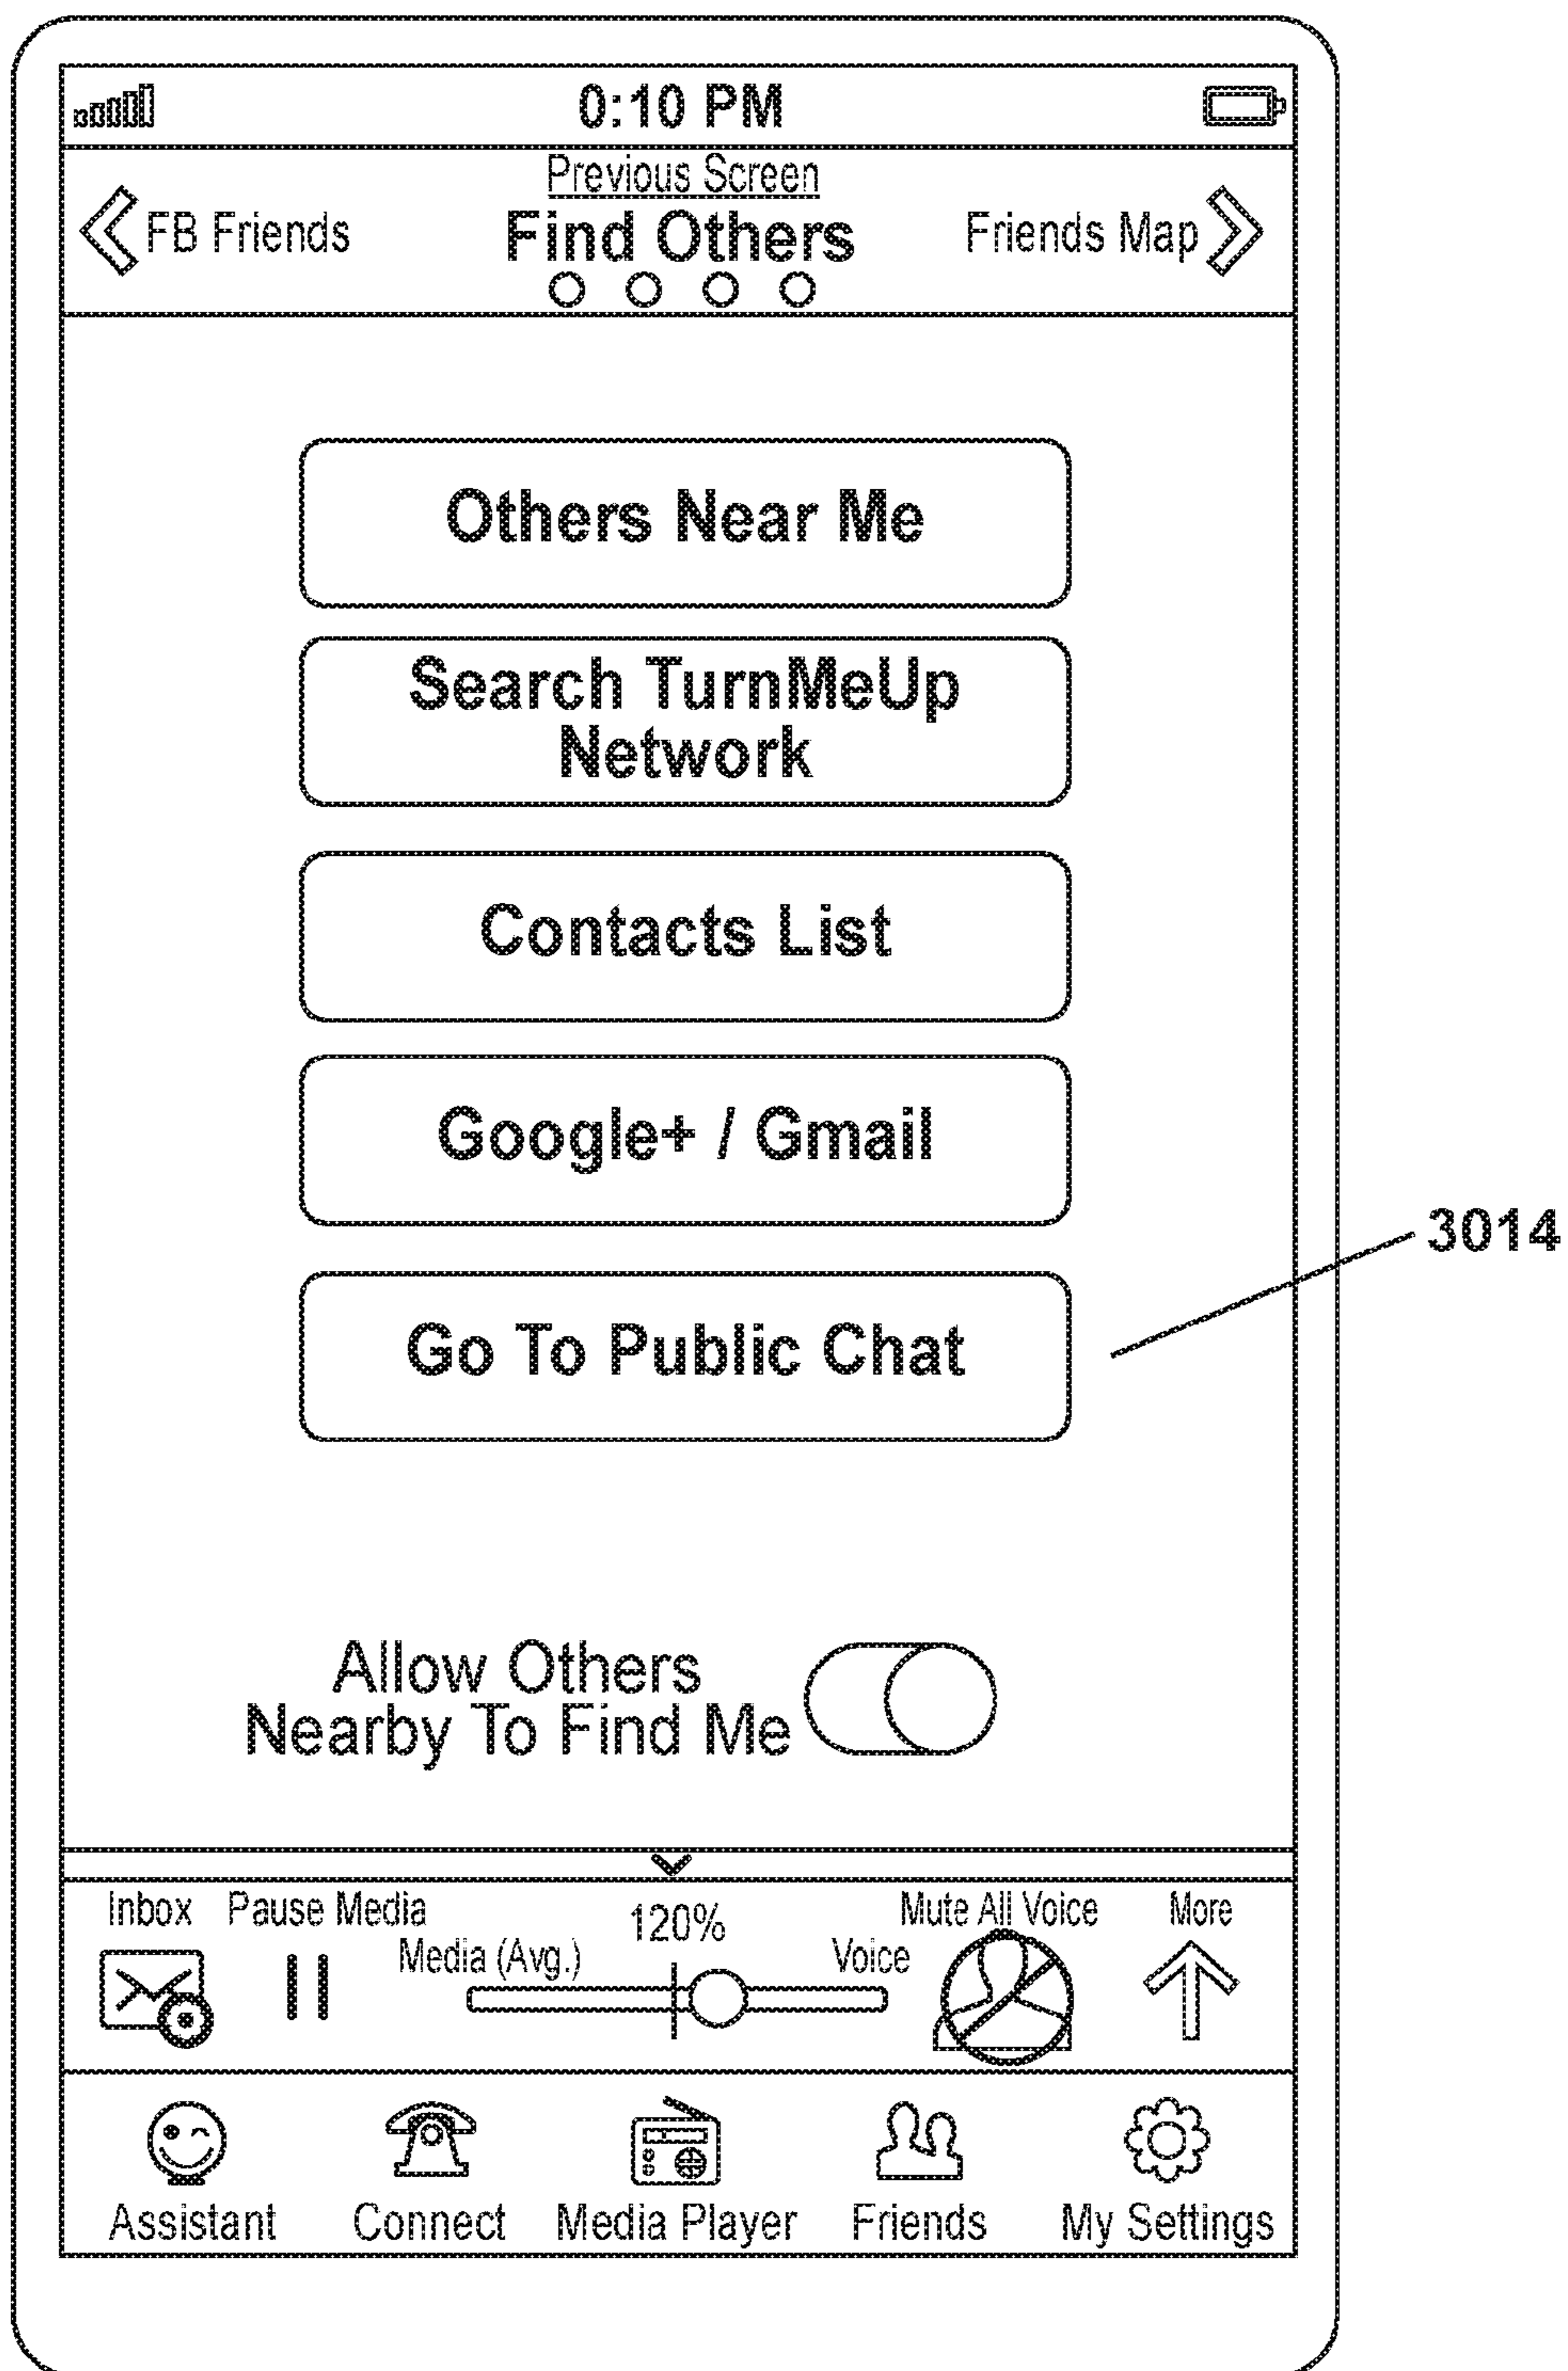 0:10 PM
Previous Screen
FB Friends
Find Others
Friends Map
Others Near Me
Search TurnMeUp
Network
Contacts List
Google+ / Gmail
3014
Go To Public Chat
Allow Others
Nearby To Find Me
Inbox
Pause Media
120%
Mute All Voice
More
Media (Avg.)
Voice
Assistant
Connect
Media Player
Friends
My Settings